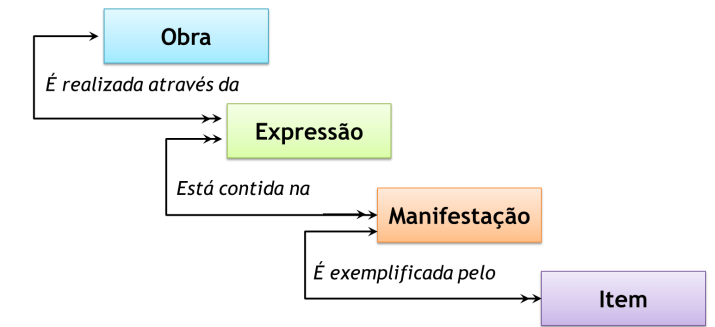 Obra
É realizada através da
Expressão
Está contida na
Manifestação
É exemplificada pelo
Item